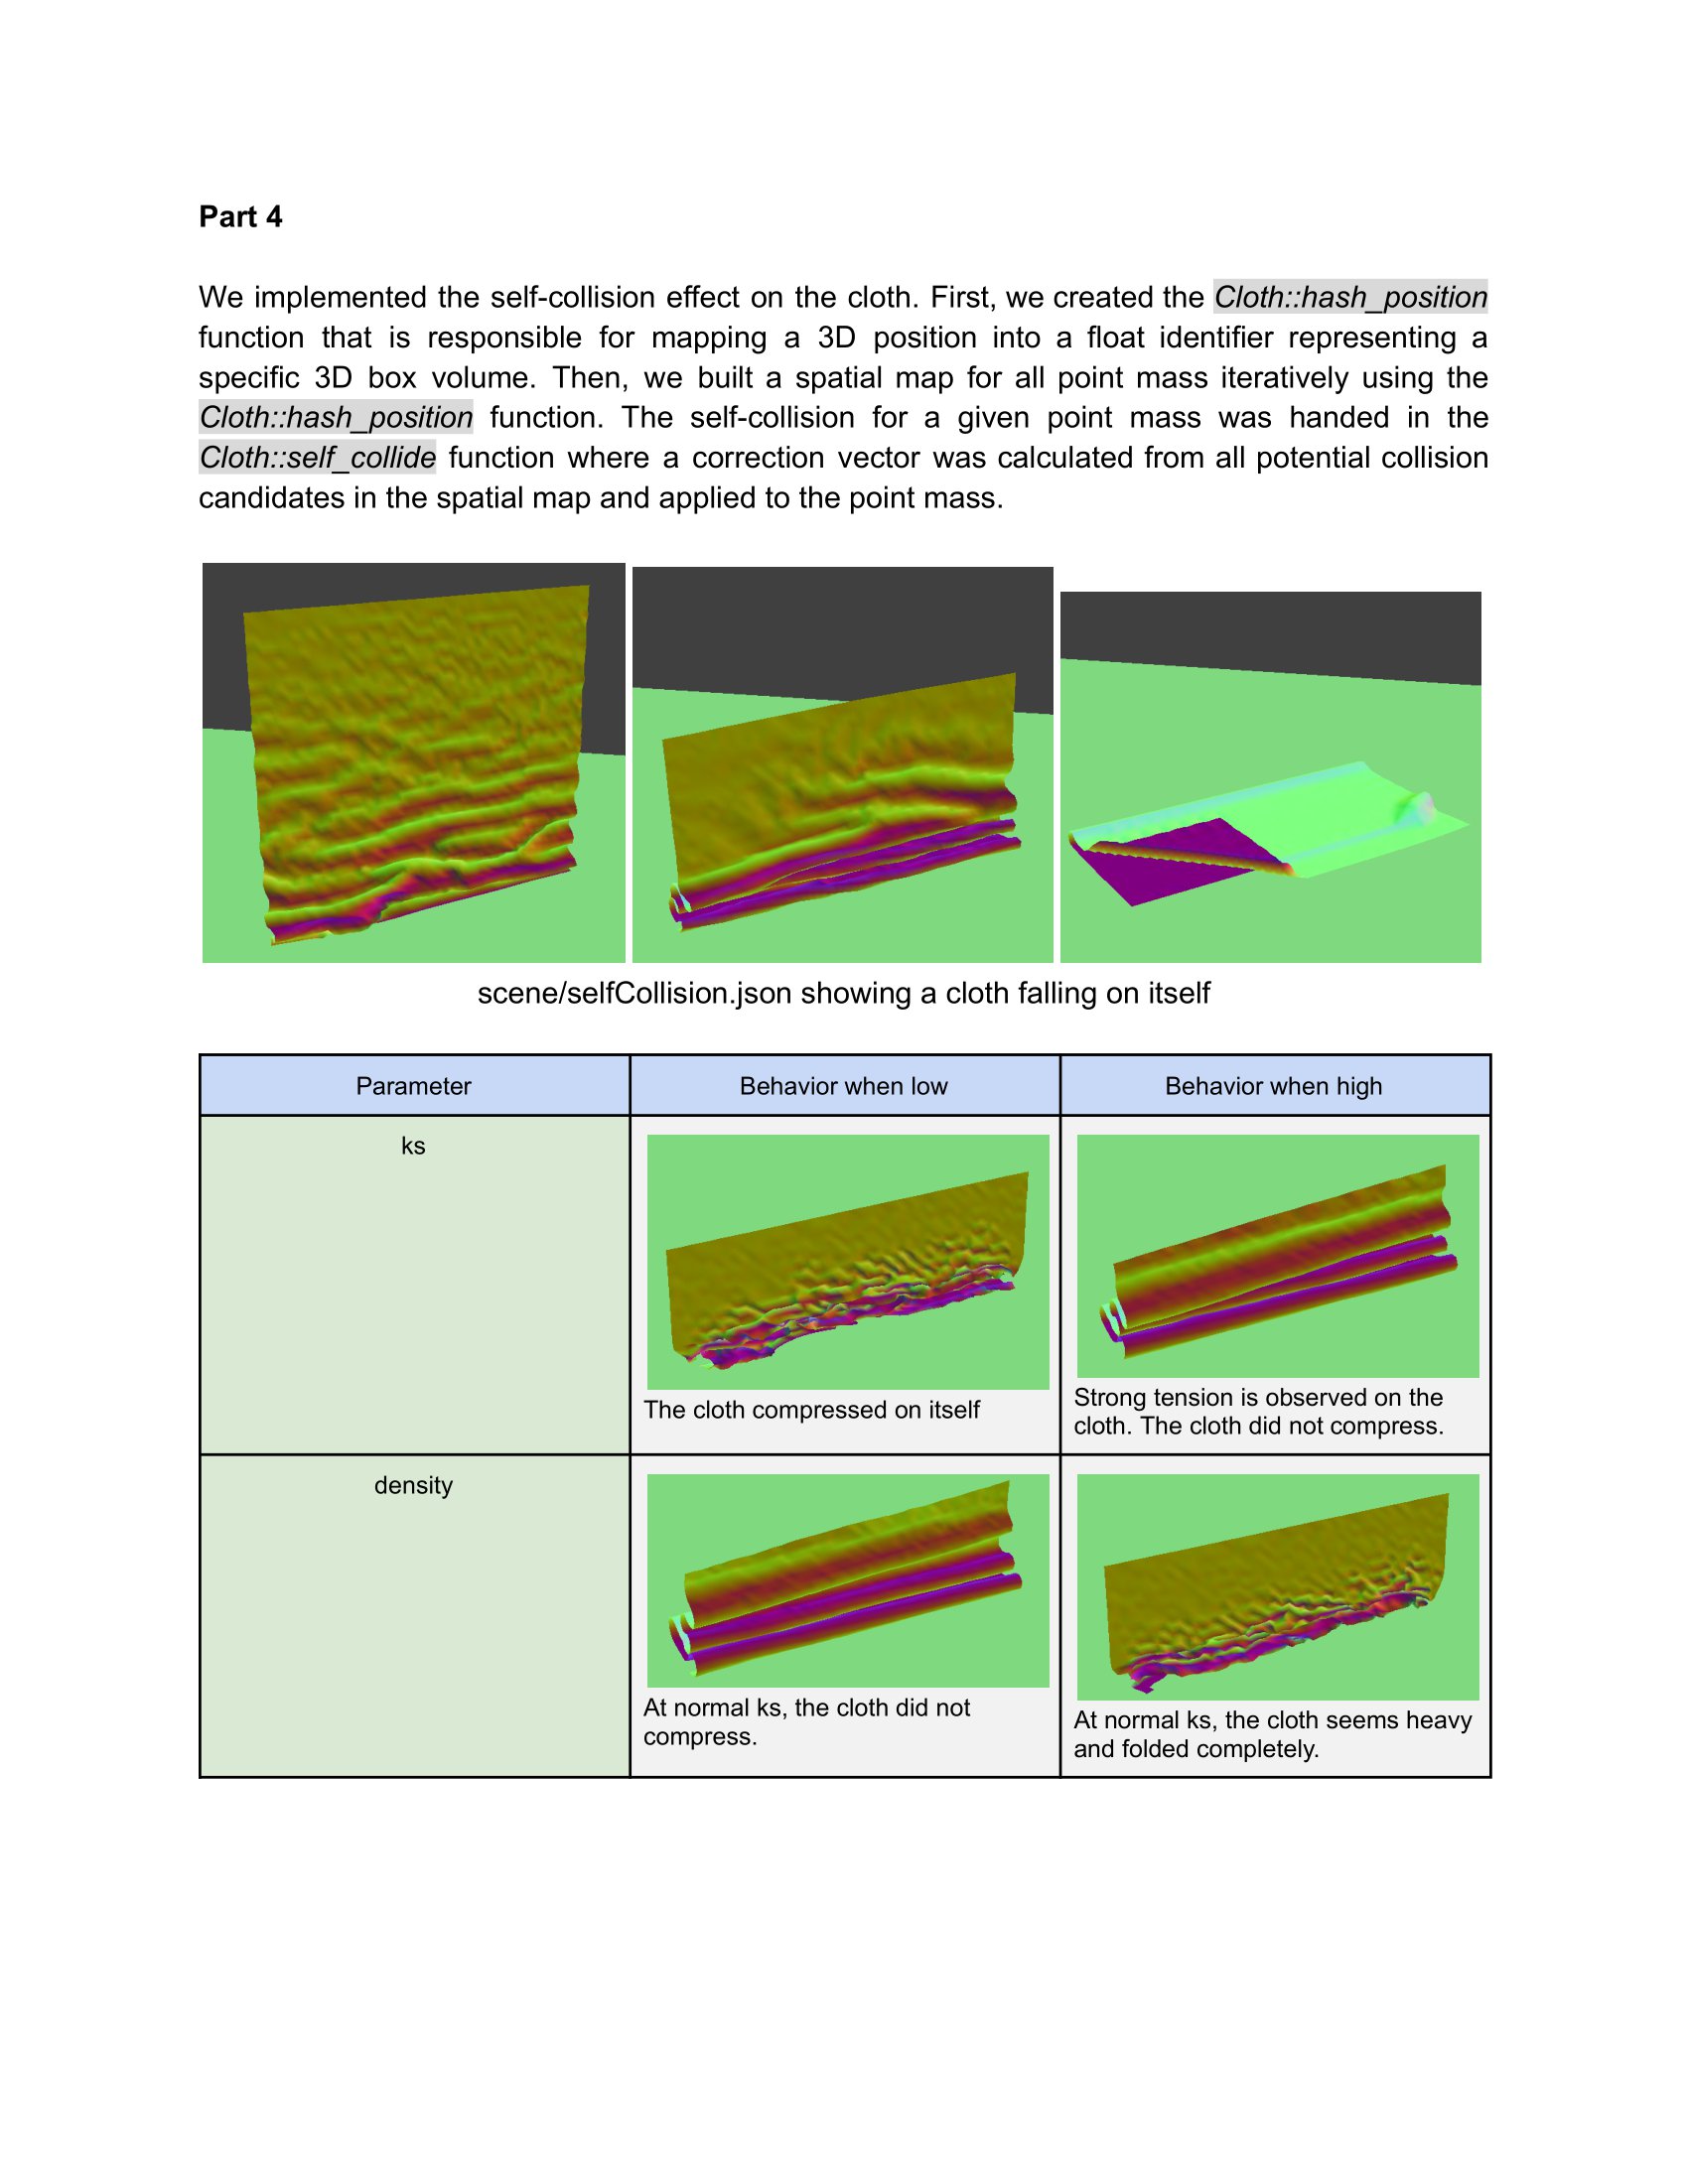 Part 4
We implemented the self-collision effect on the cloth. First, we created the Cloth::hash_position
function that is responsible for mapping a 3D position into a float identifier representing a
specific 3D box volume. Then, we built a spatial map for all point mass iteratively using the
Cloth::hash_position function. The self-collision for a given point mass was handed in the
Cloth::self_collide function where a correction vector was calculated from all potential collision
candidates in the spatial map and applied to the point mass.
scene/selfCollision.json showing a cloth falling on itself
Parameter
Behavior when low
Behavior when high
ks
The cloth compressed on itself
Strong tension is observed on the
cloth. The cloth did not compress.
density
At normal ks, the cloth did not
compress.
At normal ks, the cloth seems heavy
and folded completely.